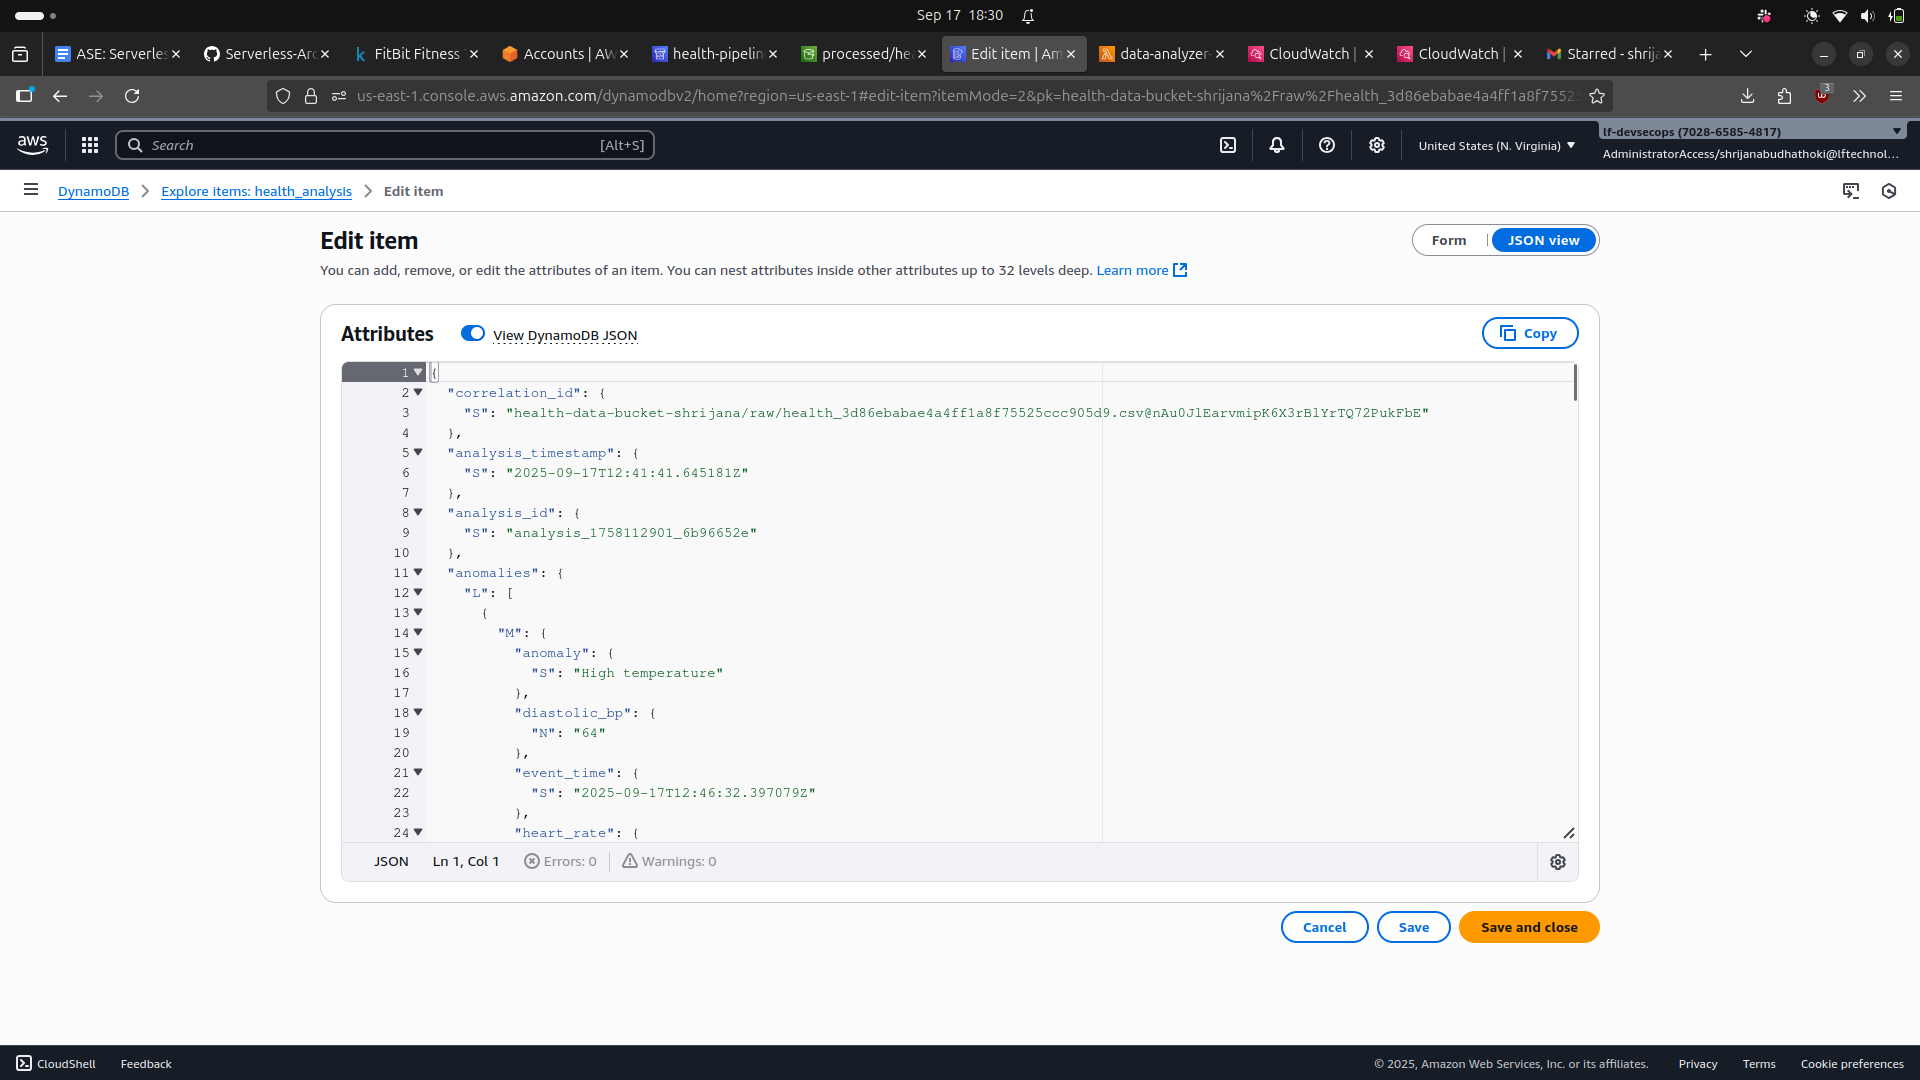 Sep 17 18:30
ASE: Serverles
Serverless-Arc
FitBit Fitness
Accounts | AW
health-pipelin
processed/hea
Edit item | Am
data-analyzer-
CloudWatch |
CloudWatch |
Starred - shrija
us-east-1.console.aws.amazon.com/dynamodbv2/home?region=us-east-1#edit-item?itemMode=2&pk=health-data-bucket-shrijana%2Fraw%2Fhealth_3d86ebabae4a4ff1a8f75525
3
aws
Search [Alt+S]
United States (N. Virginia)
lf-devsecops (7028-6585-4817)
AdministratorAccess/shrijanabudhathoki@lftechnol...
DynamoDB
Explore items: health_analysis
Edit item
Edit item
Form
JSON view
You can add, remove, or edit the attributes of an item. You can nest attributes inside other attributes up to 32 levels deep. Learn more
Attributes
View DynamoDB JSON
Copy
1 {
2 "correlation_id": {
3 "S": "health-data-bucket-shrijana/raw/health_3d86ebabae4a4ff1a8f75525ccc905d9.csv@nAu0JlEarvmipK6X3rBlYrTQ72PukFbE"
4 },
5 "analysis_timestamp": {
6 "S": "2025-09-17T12:41:41.645181Z"
7 },
8 "analysis_id": {
9 "S": "analysis_1758112901_6b96652e"
10 },
11 "anomalies": {
12 "L": [
13 {
14 "M": {
15 "anomaly": {
16 "S": "High temperature"
17 },
18 "diastolic_bp": {
19 "N": "64"
20 },
21 "event_time": {
22 "S": "2025-09-17T12:46:32.397079Z"
23 },
24 "heart_rate": {
JSON Ln 1, Col 1 Errors: 0 Warnings: 0
Cancel
Save
Save and close
CloudShell
Feedback
© 2025, Amazon Web Services, Inc. or its affiliates.
Privacy
Terms
Cookie preferences